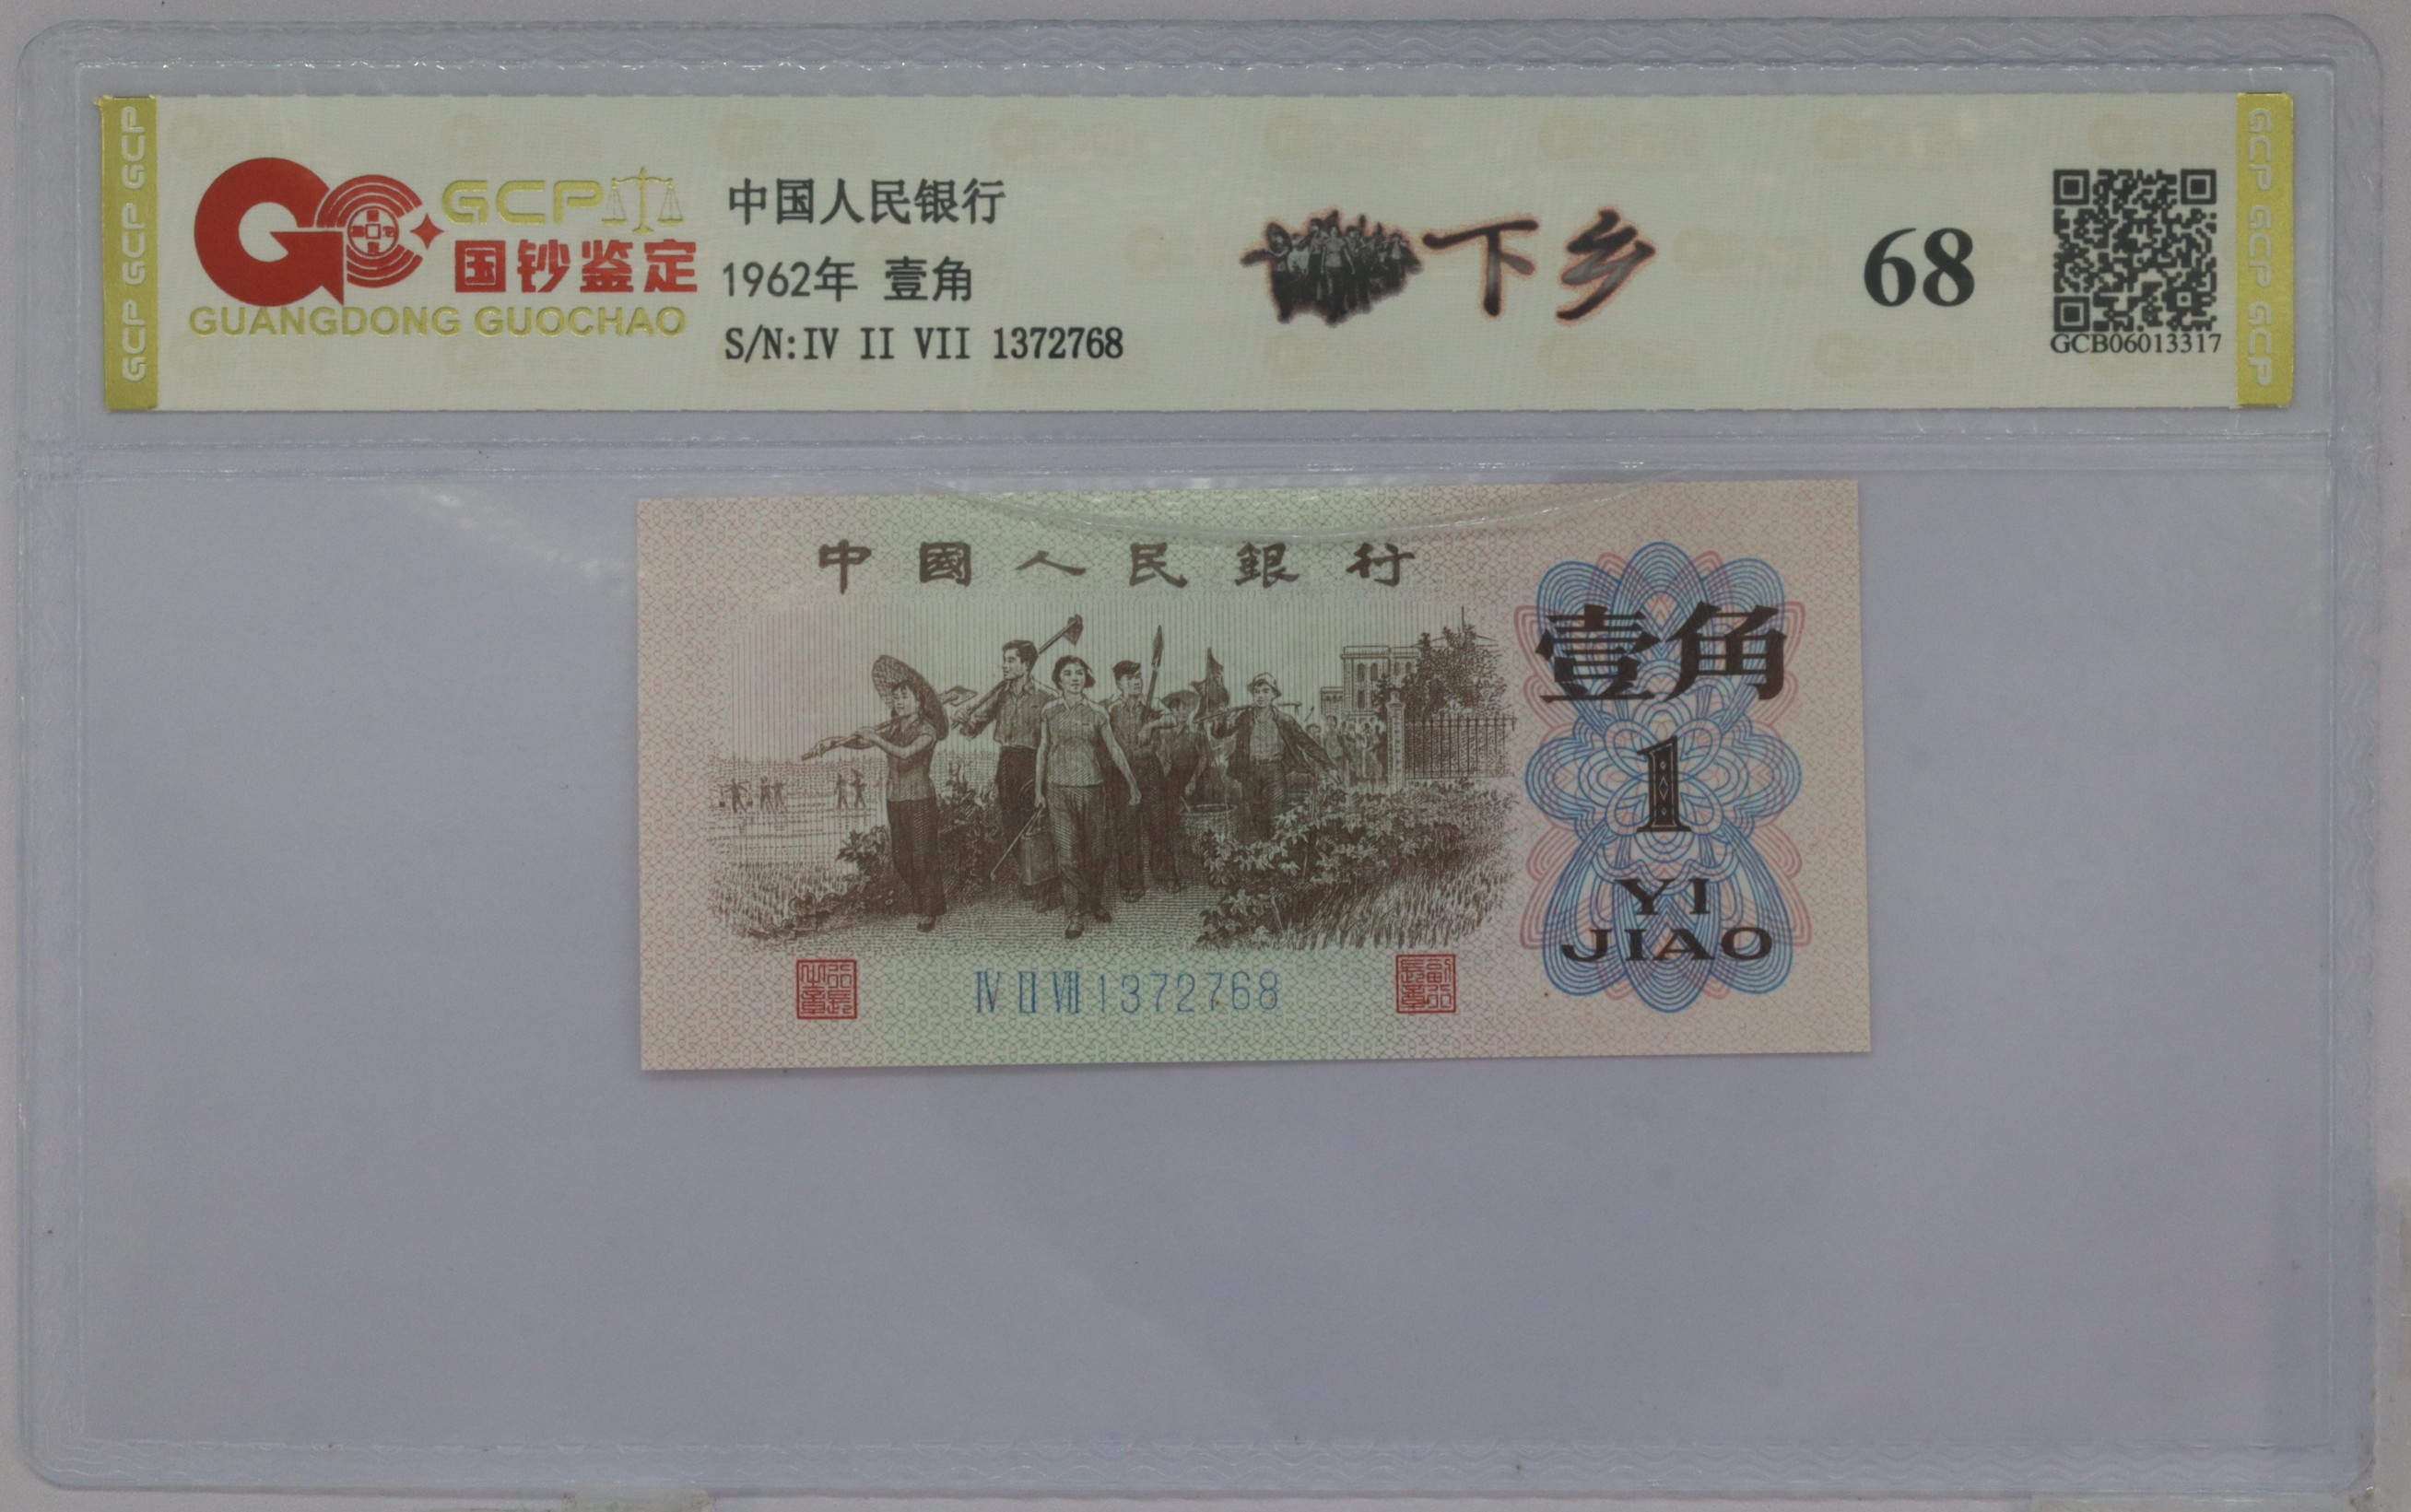 GCP GCP GCP
GCP
国钞鉴定
GUANGDONG GUOCHAO
中国人民银行
1962年 壹角
S/N:IV II VII 1372768
下乡
68
GCB06013317
GCP GCP GCP
中國人民銀行
壹角
1
YI
JIAO
Ⅳ Ⅱ Ⅶ 1372768